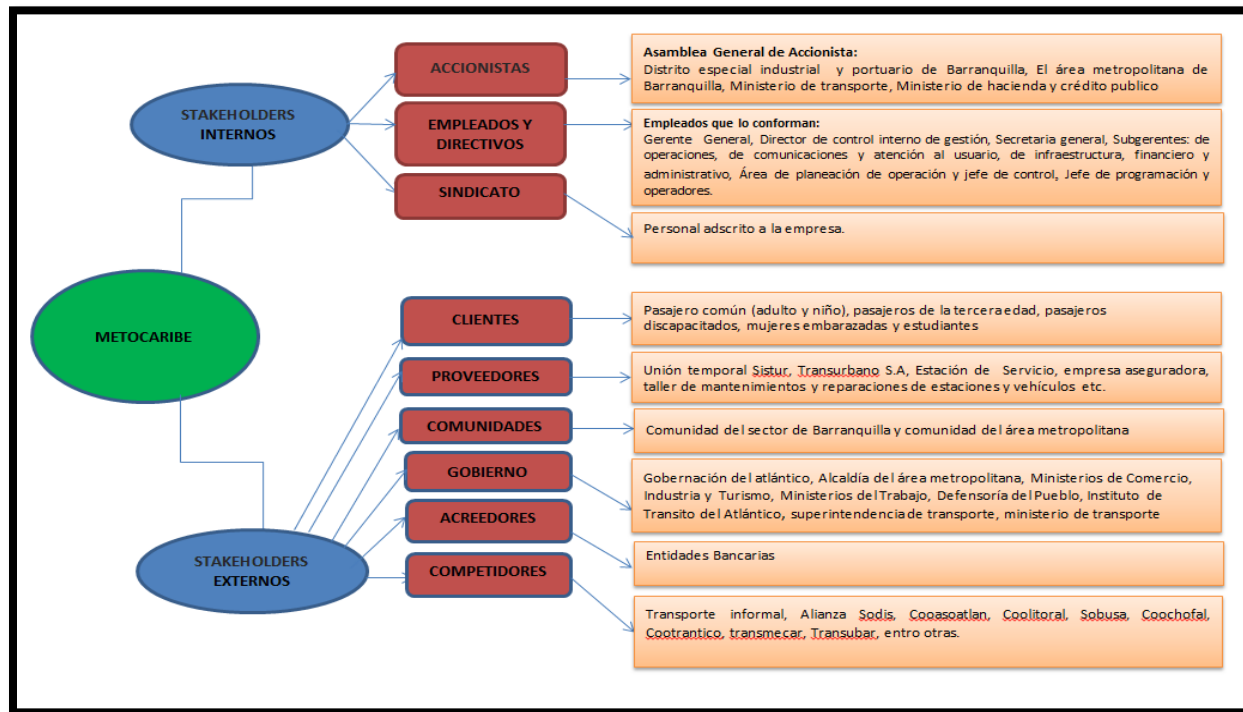 METOCARIBE
STAKEHOLDERS
INTERNOS
ACCIONISTAS
Asamblea General de Accionista:
Distrito especial industrial y portuario de Barranquilla, El área metropolitana de
Barranquilla, Ministerio de transporte, Ministerio de hacienda y crédito publico
EMPLEADOS Y
DIRECTIVOS
Empleados que lo conforman:
Gerente General, Director de control interno de gestión, Secretaria general, Subgerentes: de
operaciones, de comunicaciones y atención al usuario, de infraestructura, financiero y
administrativo, Área de planeación de operación y jefe de control, Jefe de programación y
operadores.
SINDICATO
Personal adscrito a la empresa.
STAKEHOLDERS
EXTERNOS
CLIENTES
Pasajero común (adulto y niño), pasajeros de la tercera edad, pasajeros
discapacitados, mujeres embarazadas y estudiantes
PROVEEDORES
Unión temporal Sistur, Transurbano S.A, Estación de Servicio, empresa aseguradora,
taller de mantenimientos y reparaciones de estaciones y vehículos etc.
COMUNIDADES
Comunidad del sector de Barranquilla y comunidad del área metropolitana
GOBIERNO
Gobernación del atlántico, Alcaldía del área metropolitana, Ministerios de Comercio,
Industria y Turismo, Ministerios del Trabajo, Defensoría del Pueblo, Instituto de
Transito del Atlántico, superintendencia de transporte, ministerio de transporte
ACREEDORES
Entidades Bancarias
COMPETIDORES
Transporte informal, Alianza Sodis, Cooasoatlan, Coolitoral, Sobusa, Coochofal,
Cootrantico, transmecar, Transubar, entro otras.